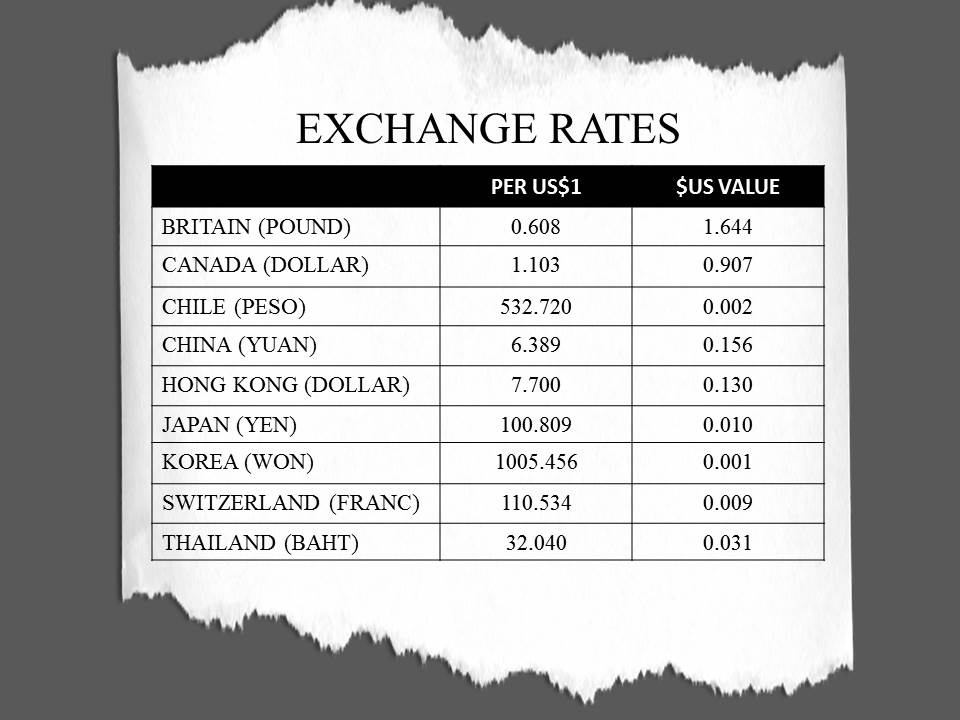 EXCHANGE RATES
PER US$1 $US VALUE
BRITAIN (POUND) 0.608 1.644
CANADA (DOLLAR) 1.103 0.907
CHILE (PESO) 532.720 0.002
CHINA (YUAN) 6.389 0.156
HONG KONG (DOLLAR) 7.700 0.130
JAPAN (YEN) 100.809 0.010
KOREA (WON) 1005.456 0.001
SWITZERLAND (FRANC) 110.534 0.009
THAILAND (BAHT) 32.040 0.031